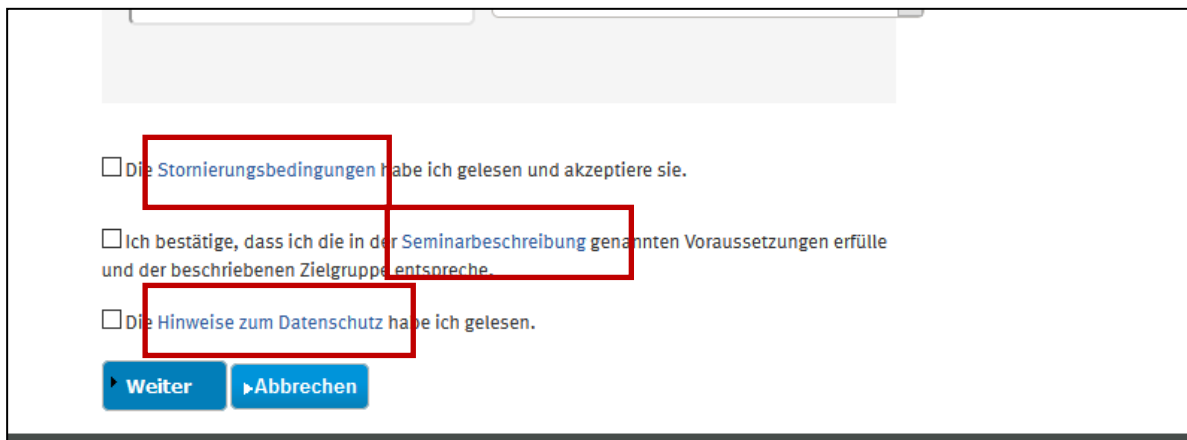 Die Stornierungsbedingungen habe ich gelesen und akzeptiere sie.
Ich bestätige, dass ich die in der Seminarbeschreibung genannten Voraussetzungen erfülle
und der beschriebenen Zielgruppe entspreche.
Die Hinweise zum Datenschutz habe ich gelesen.
Weiter Abbrechen